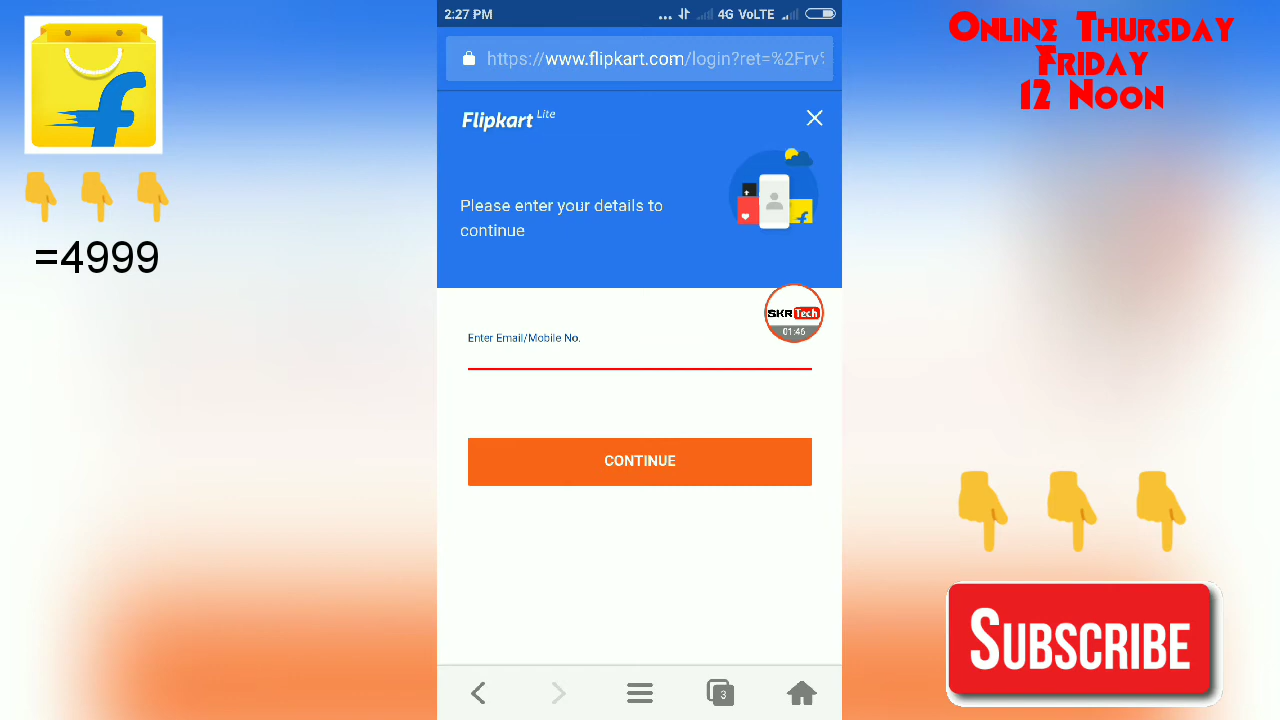 2:27 PM
... 4G VoLTE
https://www.flipkart.com/login?ret=%2Frv%
Online Thursday
Friday
12 Noon
f
Flipkart Lite
Please enter your details to
continue
f
=4999
SKR Tech
01:46
Enter Email/Mobile No.
CONTINUE
Subscribe
3